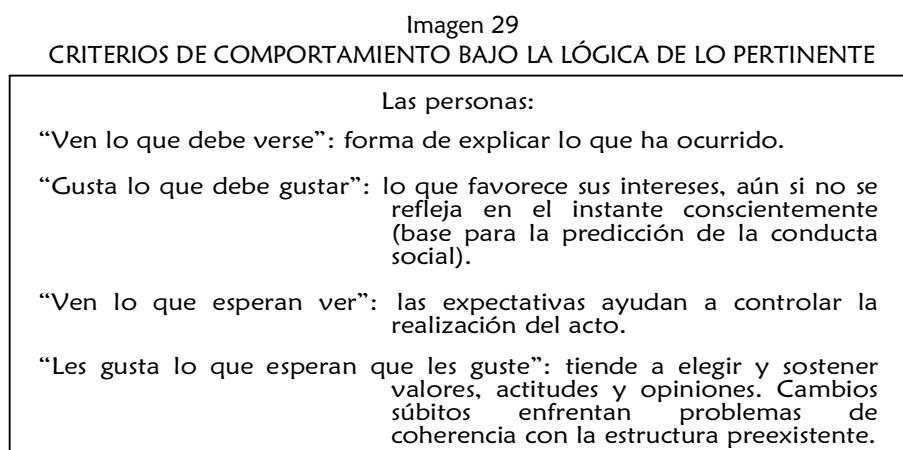 Imagen 29
CRITERIOS DE COMPORTAMIENTO BAJO LA LÓGICA DE LO PERTINENTE
Las personas:
“Ven lo que debe verse”: forma de explicar lo que ha ocurrido.
“Gusta lo que debe gustar”: lo que favorece sus intereses, aún si no se
refleja en el instante conscientemente
(base para la predicción de la conducta
social).
“Ven lo que esperan ver”: las expectativas ayudan a controlar la
realización del acto.
“Les gusta lo que esperan que les guste”: tiende a elegir y sostener
valores, actitudes y opiniones. Cambios
súbitos enfrentan problemas de
coherencia con la estructura preexistente.